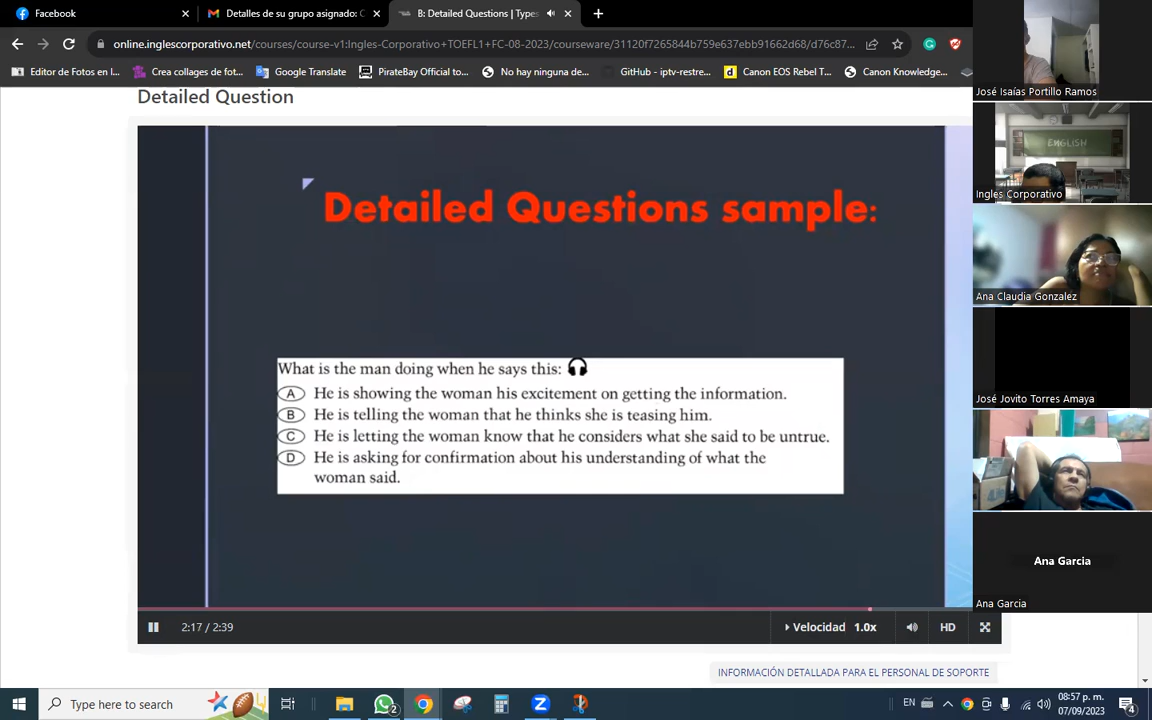 Facebook
Detalles de su grupo asignado: C
B: Detailed Questions | Types
online.inglescorporativo.net/courses/course-v1:Ingles-Corporativo+TOEFL1+FC-08-2023/courseware/31120f7265844b759e637ebb91662d68/d76c87...
Editor de Fotos en l...
Crea collages de fot...
Google Translate
PirateBay Official to...
No hay ninguna de...
GitHub - iptv-restre...
Canon EOS Rebel T...
Canon Knowledge...
Detailed Question
Detailed Questions sample:
What is the man doing when he says this:
A He is showing the woman his excitement on getting the information.
B He is telling the woman that he thinks she is teasing him.
C He is letting the woman know that he considers what she said to be untrue.
D He is asking for confirmation about his understanding of what the
woman said.
2:17 / 2:39
Velocidad 1.0x
HD
INFORMACIÓN DETALLADA PARA EL PERSONAL DE SOPORTE
José Isaías Portillo Ramos
ENGLISH
Ingles Corporativo
Ana Claudia Gonzalez
José Jovito Torres Amaya
Ana Garcia
Ana Garcia
Type here to search
2
EN
08:57 p. m.
07/09/2023
4